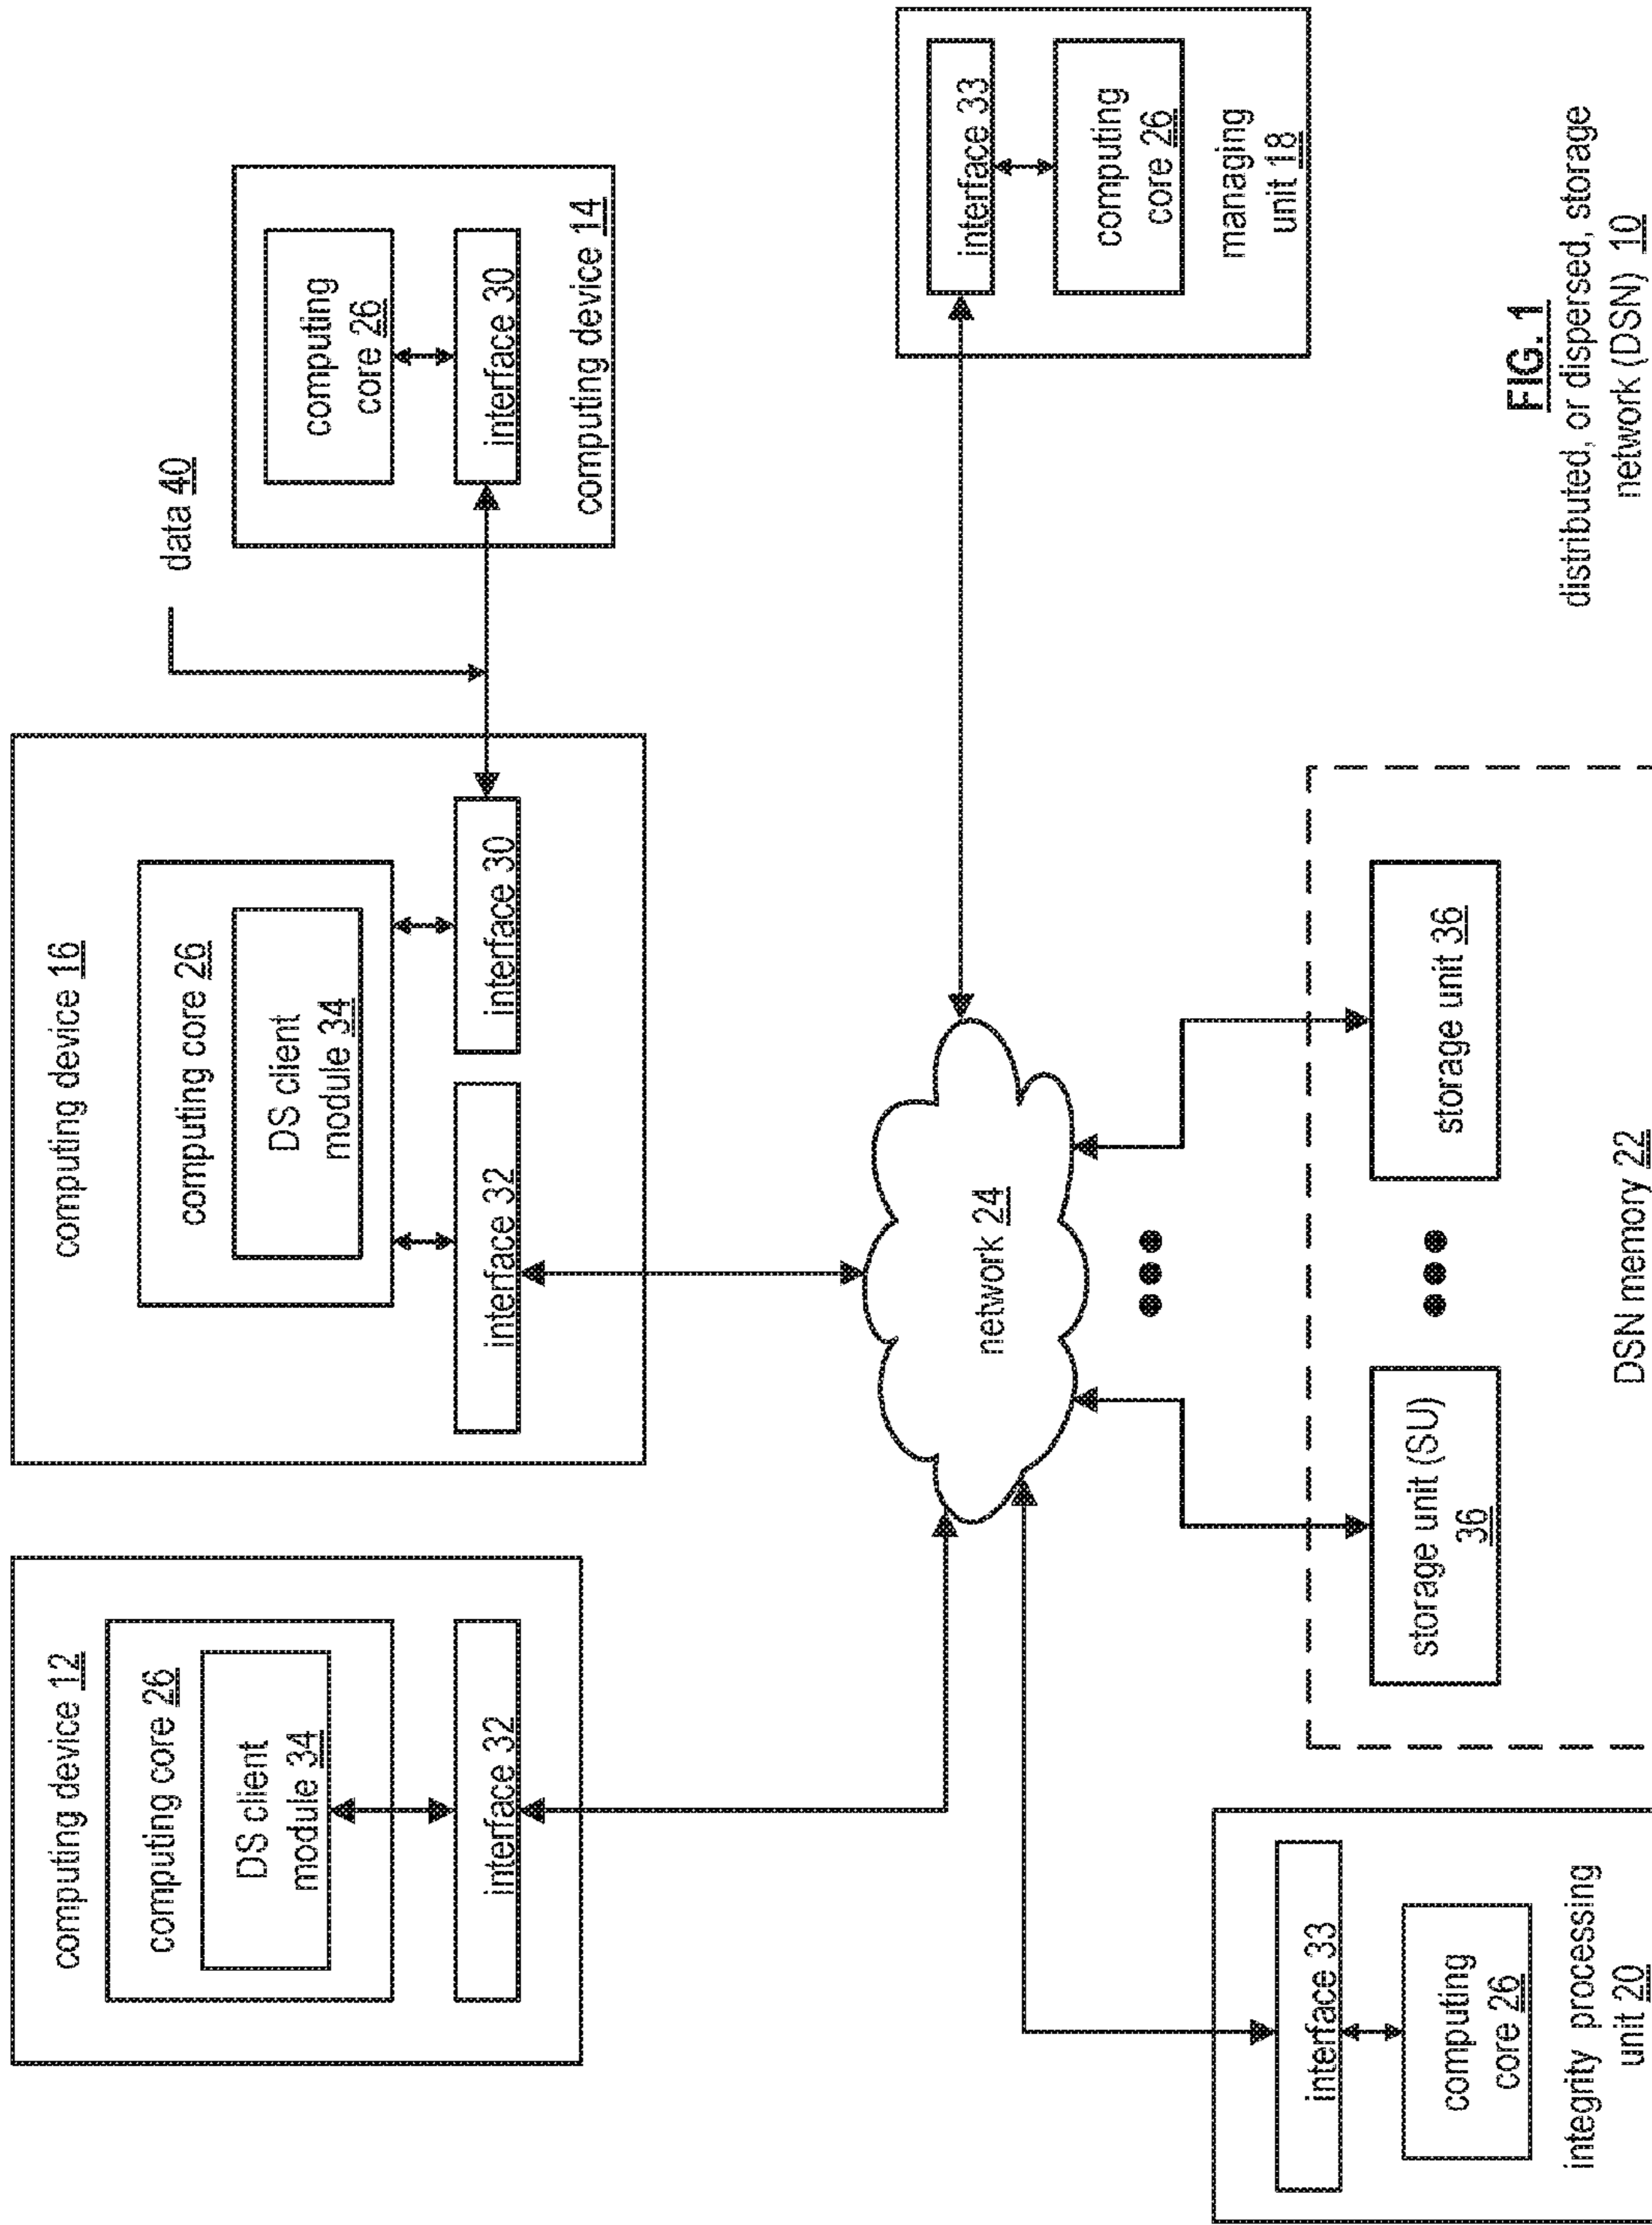 computing device 12
computing core 26
DS client
module 34
interface 32
computing device 16
computing core 26
DS client
module 34
interface 32
interface 30
data 40
computing
core 26
interface 30
computing device 14
network 24
interface 33
computing
core 26
managing
unit 18
interface 33
computing
core 26
integrity processing
unit 20
storage unit (SU)
36
storage unit 36
DSN memory 22
FIG. 1
distributed, or dispersed, storage
network (DSN) 10